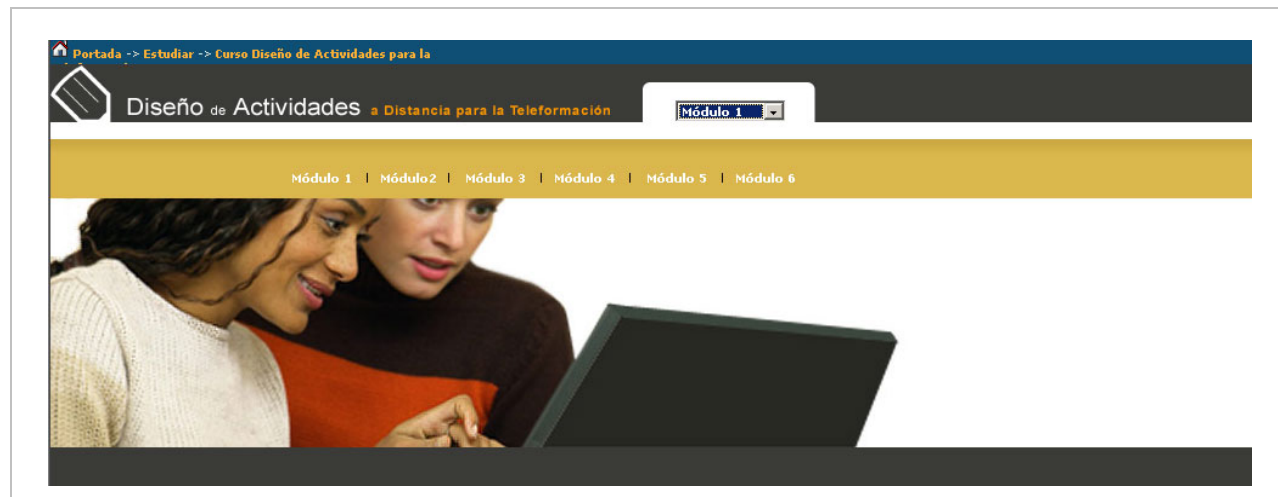 Portada -> Estudiar -> Curso Diseño de Actividades para la
Diseño de Actividades a Distancia para la Teleformación
Módulo 1
Módulo 1 | Módulo2 | Módulo 3 | Módulo 4 | Módulo 5 | Módulo 6